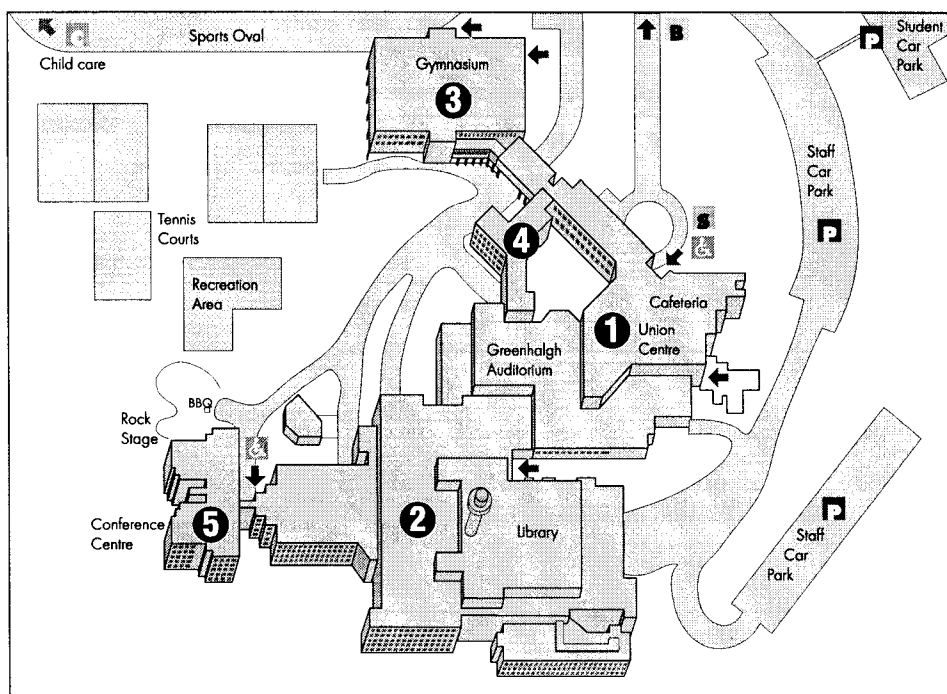 C
Child care
Sports Oval
Gymnasium
3
B
P
Student
Car
Park
Staff
Car
Park
P
Tennis
Courts
4
S
Recreation
Area
Cafeteria
1
Union
Centre
Greenhalgh
Auditorium
BBQ
Rock
Stage
Conference
Centre
5
2
Library
P
Staff
Car
Park